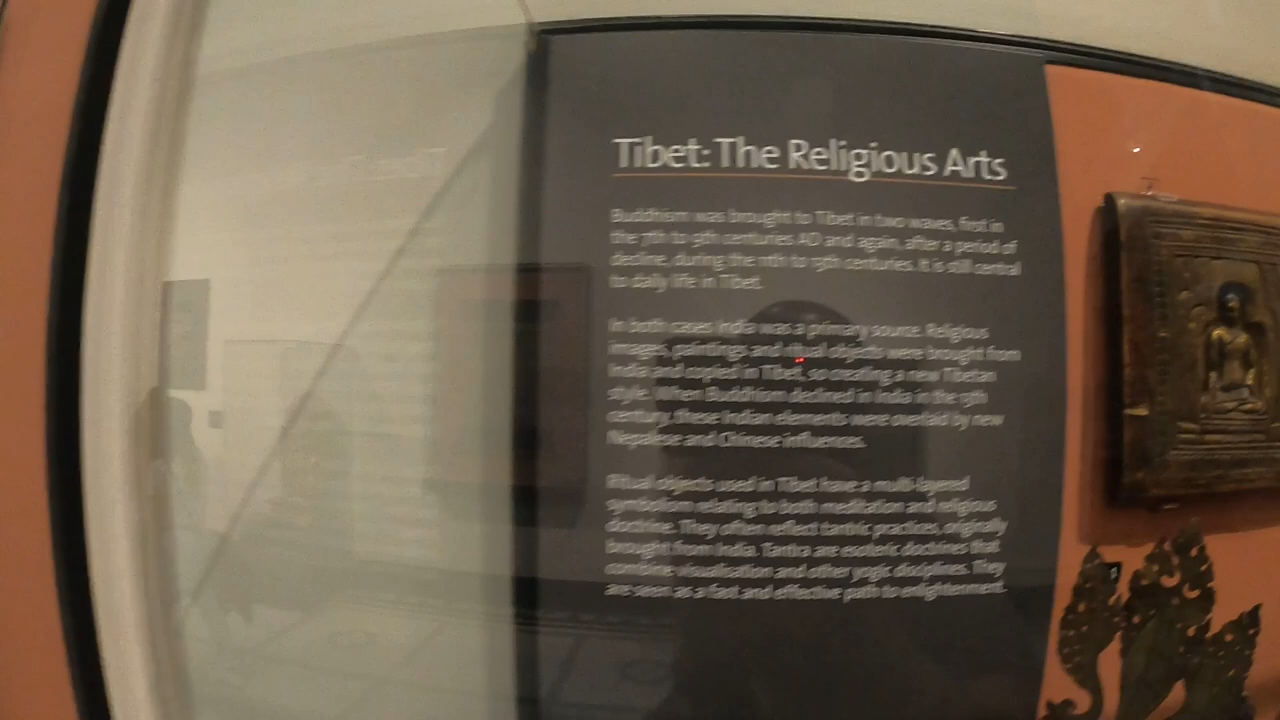 Tibet: The Religious Arts
Buddhism was brought to Tibet in two waves, first in
the 7th to 9th centuries AD and again, after a period of
decline, during the 11th to 13th centuries. It is still central
to daily life in Tibet.
In both cases India was a primary source. Religious
images, paintings and ritual objects were brought from
India and copied in Tibet, so creating a new Tibetan
style. When Buddhism declined in India in the 13th
century, these Indian elements were overlaid by new
Nepalese and Chinese influences.
Ritual objects used in Tibet have a multi-layered
symbolism relating to both meditation and religious
doctrine. They often reflect tantric practices, originally
brought from India. Tantra are esoteric doctrines that
combine visualization and other yogic disciplines. They
are seen as a fast and effective path to enlightenment.